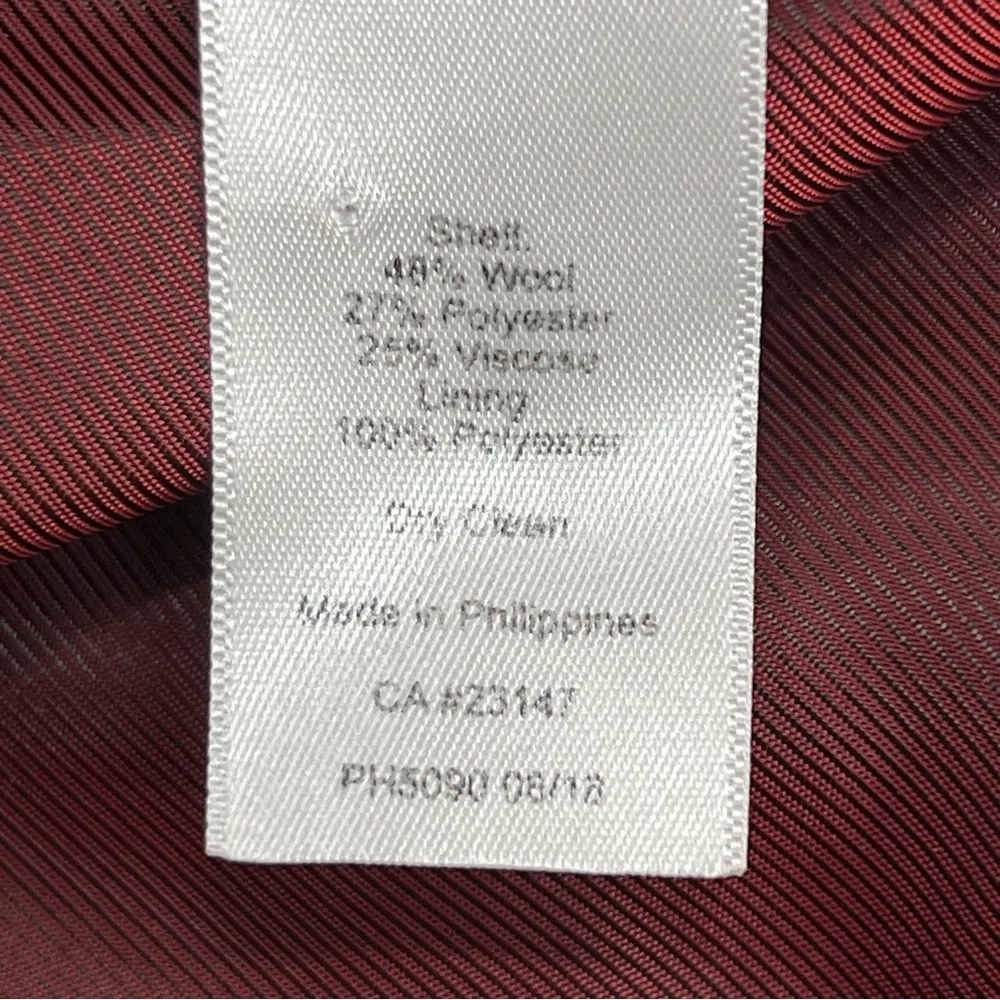 Shell:
48% Wool
27% Polyester
25% Viscose
Lining
100% Polyester
Dry Clean
Made in Philippines
CA #23147
PH5090 08/18